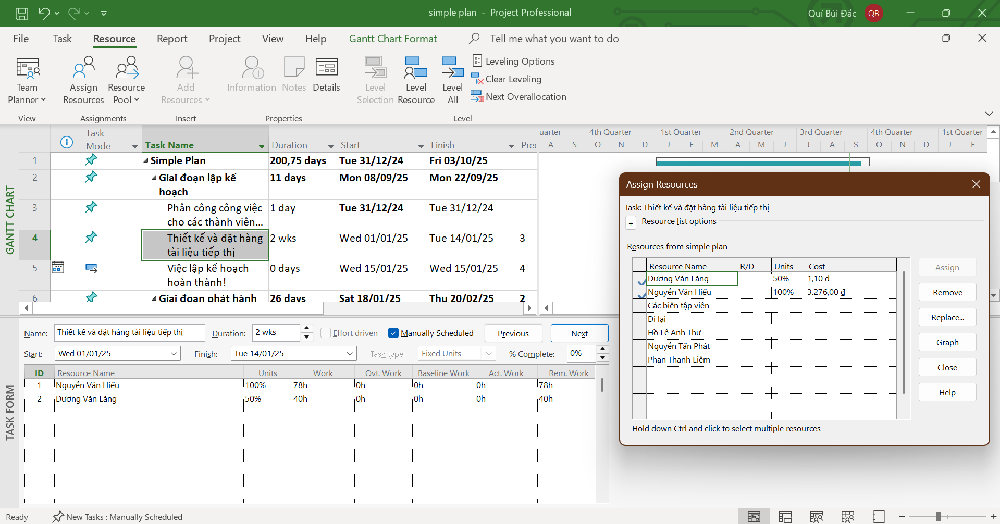 simple plan - Project Professional
Quí Bùi Đắc
QB
File Task Resource Report Project View Help Gantt Chart Format Tell me what you want to do
Team Planner
Assign Resources
Resource Pool
Add Resources
Information
Notes
Details
Level Selection
Level Resource
Level All
Leveling Options
Clear Leveling
Next Overallocation
View Assignments Insert Properties Level
GANTT CHART
Task Mode Task Name Duration Start Finish Pred
uarter 4th Quarter 1st Quarter 2nd Quarter 3rd Quarter 4th Quarter 1st Quarter
A S O N D J F M A M J J A S O N D J F
1 Simple Plan 200,75 days Tue 31/12/24 Fri 03/10/25
2 Giai đoạn lập kế 11 days Mon 08/09/25 Mon 22/09/25
hoạch
3 Phân công công việc 1 day Tue 31/12/24 Tue 31/12/24
cho các thành viên...
4 Thiết kế và đặt hàng 2 wks Wed 01/01/25 Tue 14/01/25 3
tài liệu tiếp thị
5 Việc lập kế hoạch 0 days Wed 15/01/25 Wed 15/01/25 4
hoàn thành!
6 Giai đoạn phát hành 26 days Sat 18/01/25 Thu 20/02/25 2
Assign Resources
Task: Thiết kế và đặt hàng tài liệu tiếp thị
+ Resource list options
Resources from simple plan
Resource Name R/D Units Cost
Dương Văn Lăng 50% 1,10 ₫
Nguyễn Văn Hiếu 100% 3.276,00 ₫
Các biên tập viên
Đi lại
Hồ Lê Anh Thư
Nguyễn Tấn Phát
Phan Thanh Liêm
Assign
Remove
Replace...
Graph
Close
Help
Hold down Ctrl and click to select multiple resources
TASK FORM
Name: Thiết kế và đặt hàng tài liệu tiếp thị Duration: 2 wks Effort driven Manually Scheduled Previous Next
Start: Wed 01/01/25 Finish: Tue 14/01/25 Task type: Fixed Units % Complete: 0%
ID Resource Name Units Work Ovt. Work Baseline Work Act. Work Rem. Work
1 Nguyễn Văn Hiếu 100% 78h 0h 0h 0h 78h
2 Dương Văn Lăng 50% 40h 0h 0h 0h 40h
Ready New Tasks : Manually Scheduled